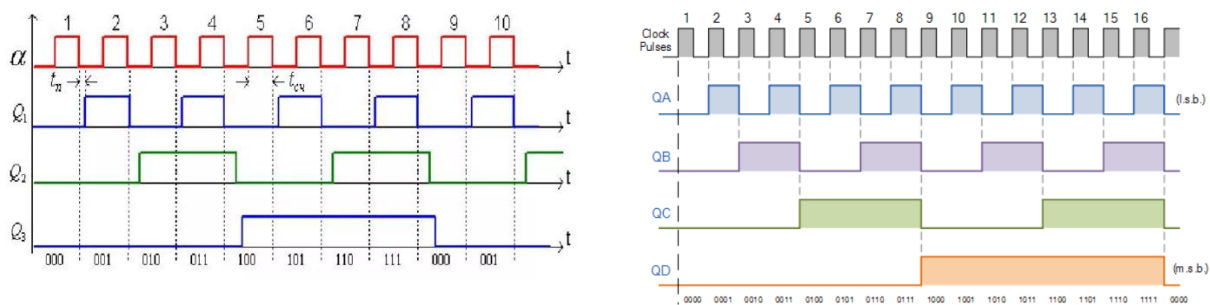 1 2 3 4 5 6 7 8 9 10
α t
tп tсч
Q1 t
Q2 t
Q3 t
000 001 010 011 100 101 110 111 000 001
1 2 3 4 5 6 7 8 9 10 11 12 13 14 15 16
Clock
Pulses
QA (l.s.b.)
QB
QC
QD (m.s.b.)
0000 0001 0010 0011 0100 0101 0110 0111 1000 1001 1010 1011 1100 1101 1110 1111 0000